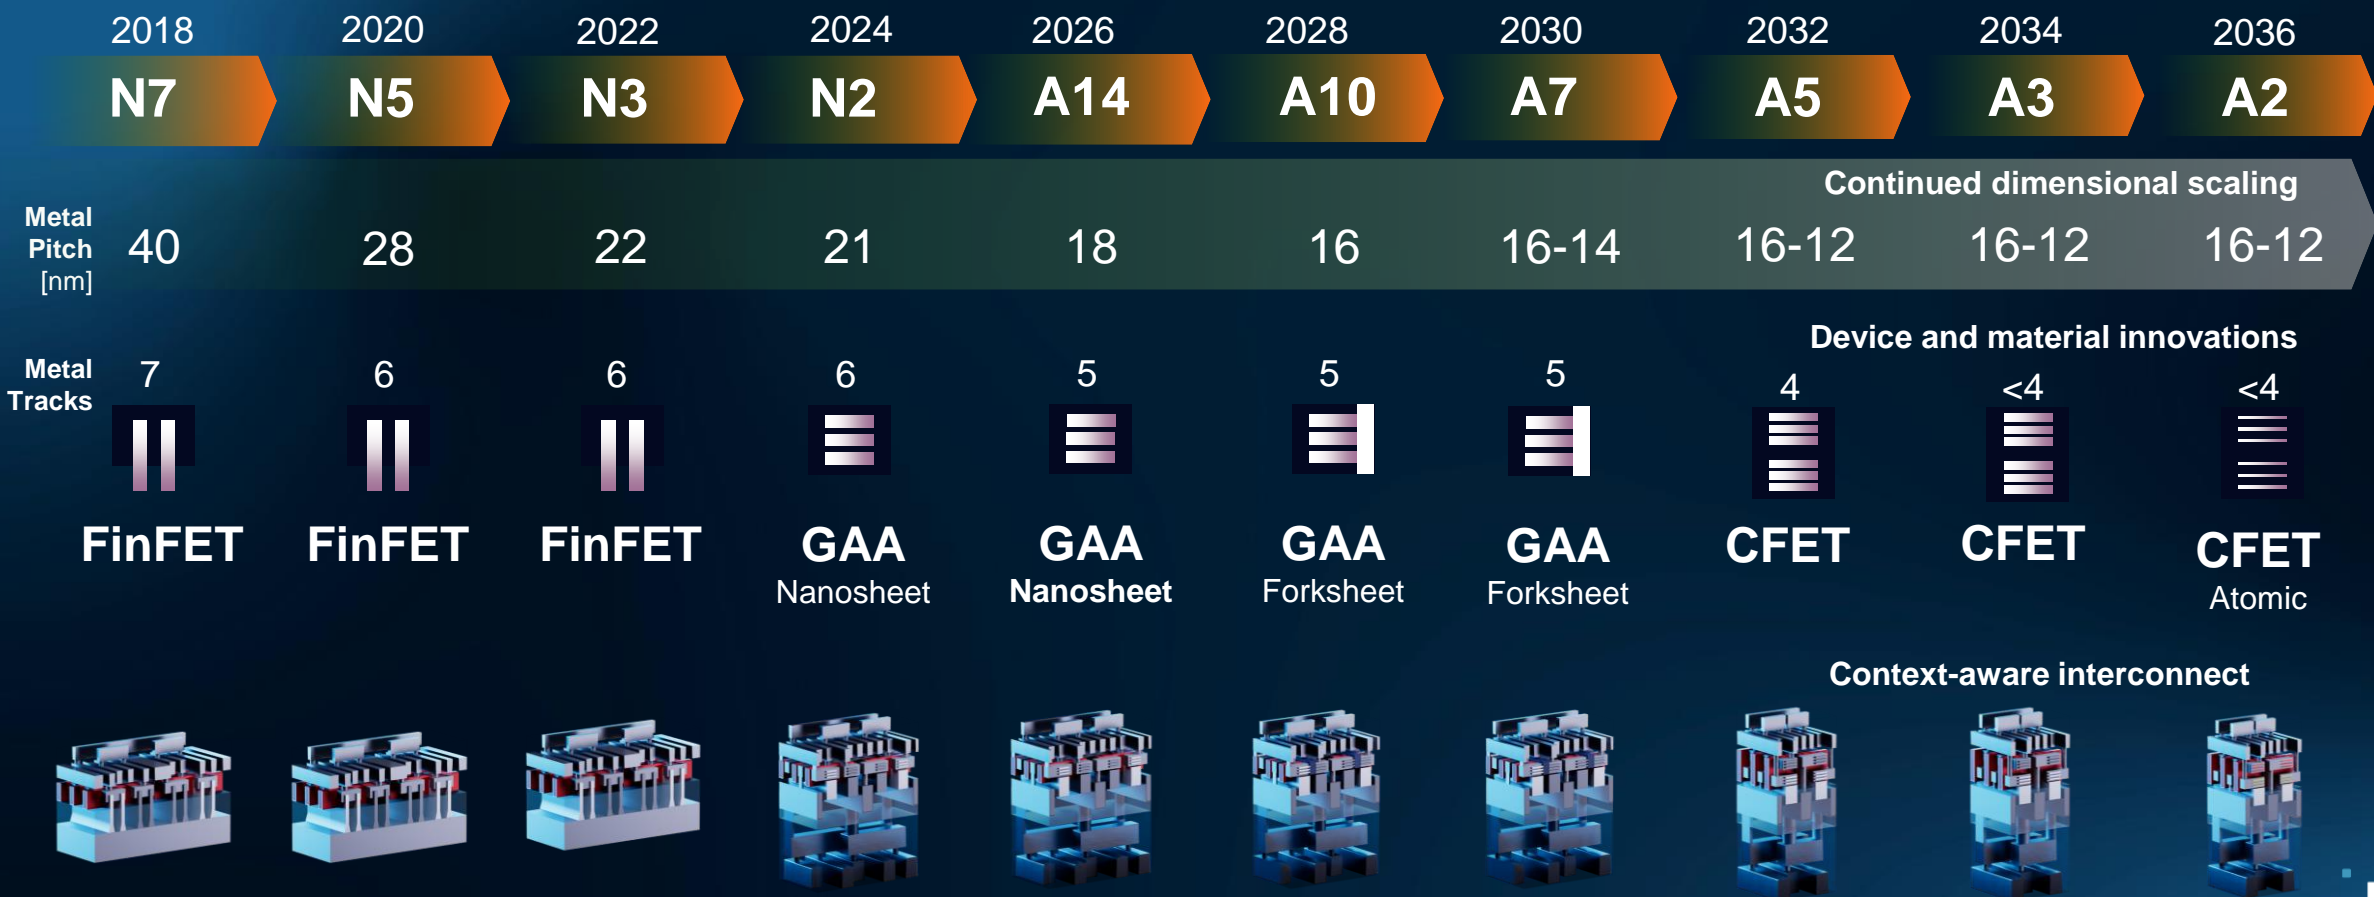 2018 2020 2022 2024 2026 2028 2030 2032 2034 2036
N7 N5 N3 N2 A14 A10 A7 A5 A3 A2
Continued dimensional scaling
Metal
Pitch
[nm]
40 28 22 21 18 16 16-14 16-12 16-12 16-12
Device and material innovations
Metal
Tracks
7 6 6 6 5 5 5 4 <4 <4
FinFET FinFET FinFET GAA GAA GAA GAA CFET CFET CFET
Nanosheet Nanosheet Forksheet Forksheet Atomic
Context-aware interconnect